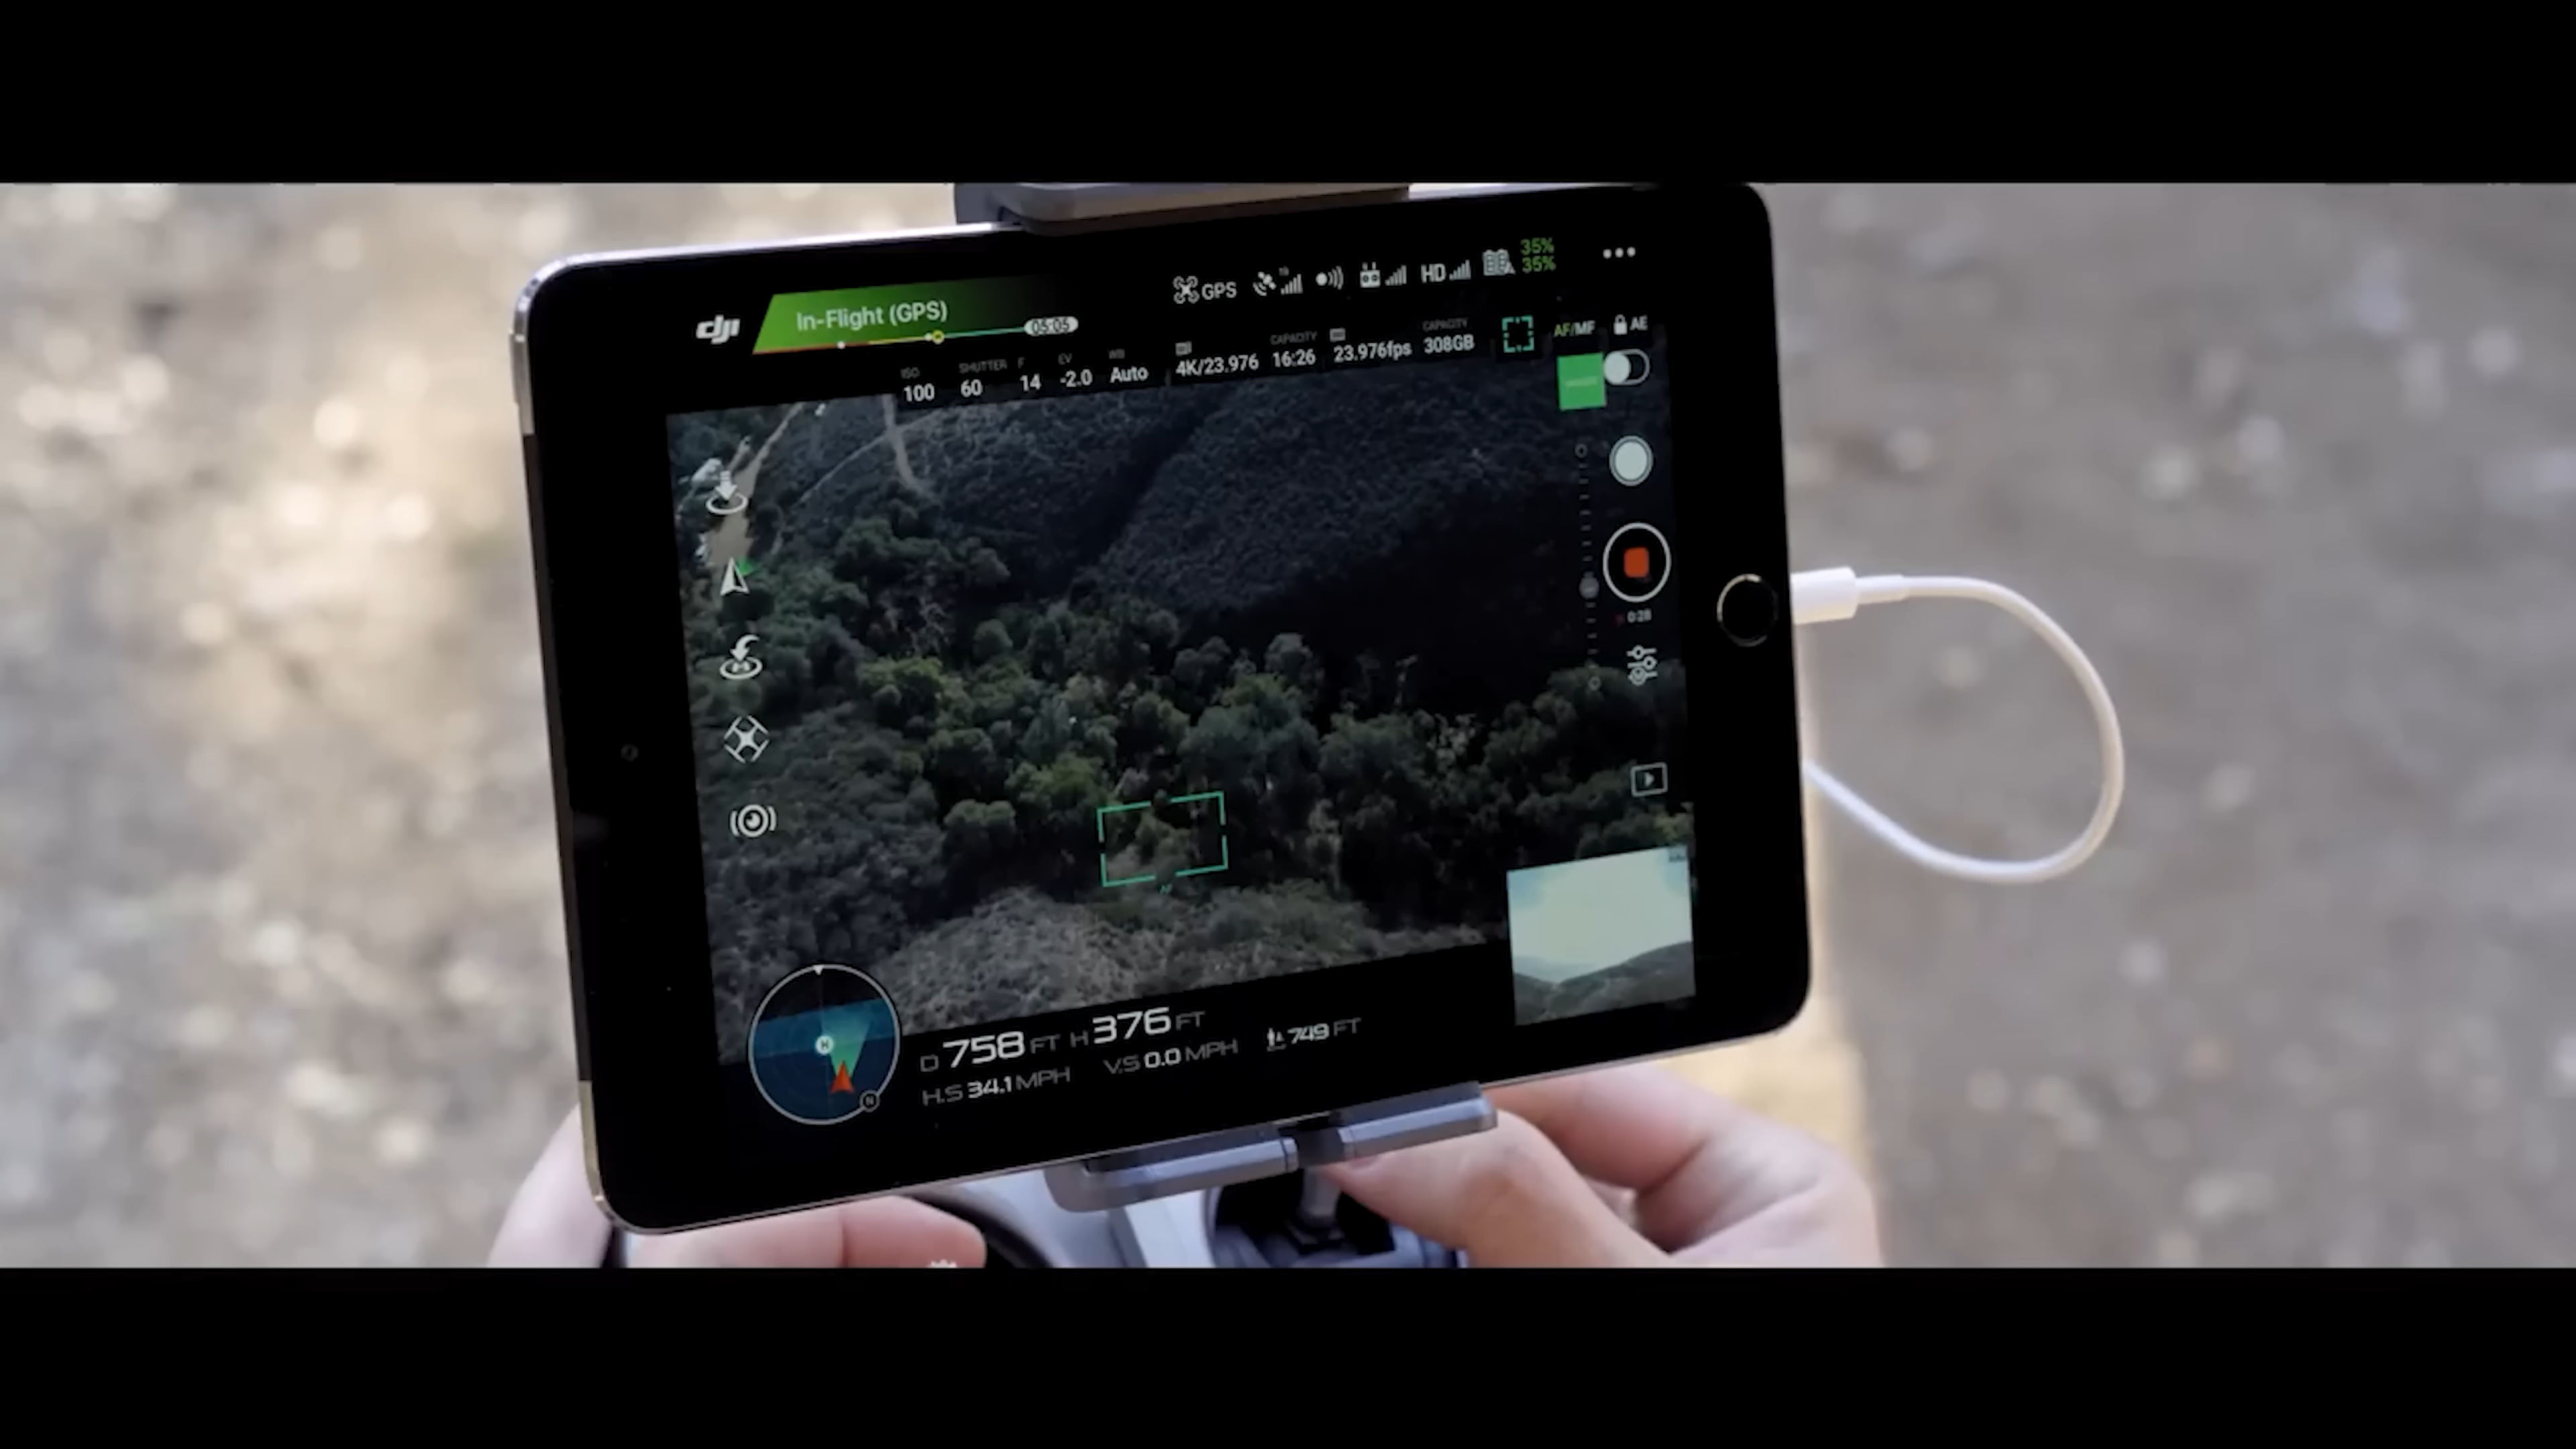 35%
GPS HD 35%
dji In-Flight (GPS) 05:05
AF/MF AE
ISO SHUTTER F EV WB CAPACITY CAPACITY
100 60 14 -2.0 Auto 4K/23.976 16:26 23.976fps 308GB
0:28
AF
H
N
D 758 FT H 376 FT
H.S 34.1 MPH V.S 0.0 MPH 749 FT